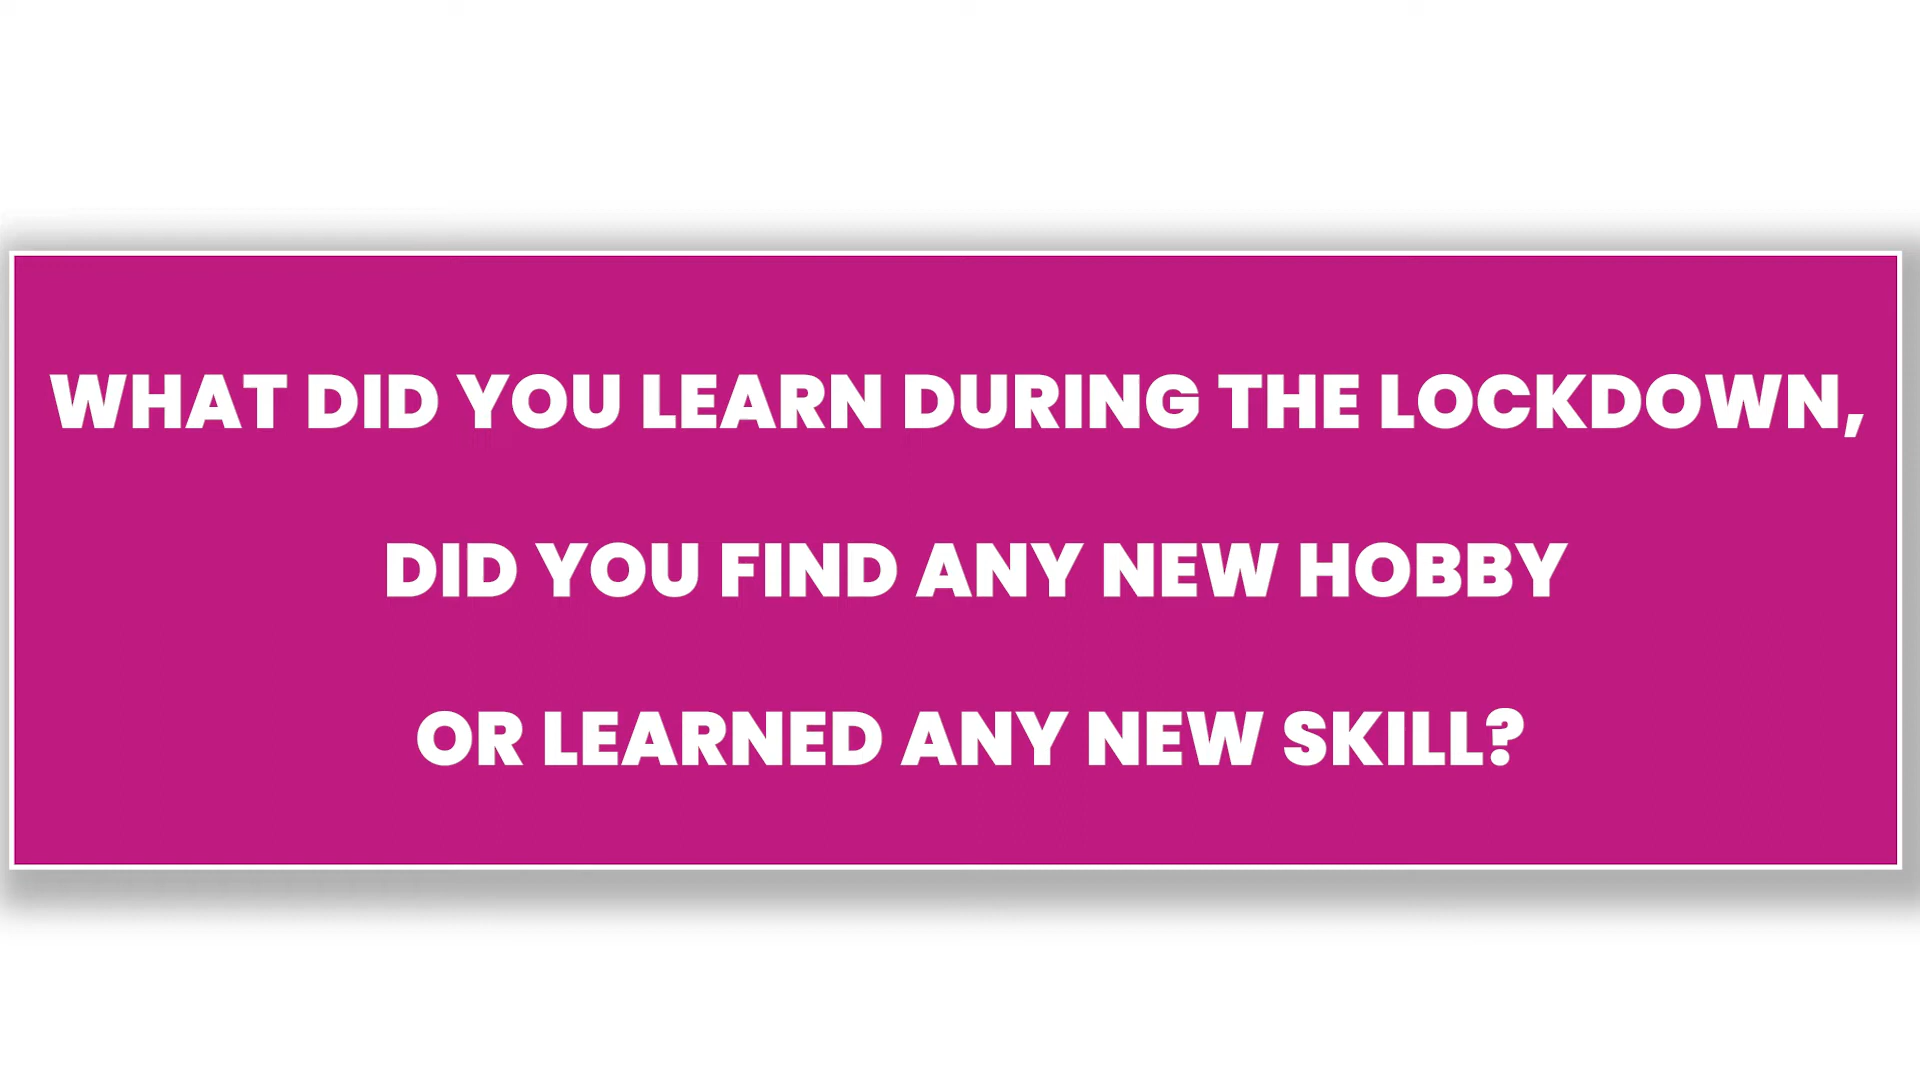 WHAT DID YOU LEARN DURING THE LOCKDOWN,
DID YOU FIND ANY NEW HOBBY
OR LEARNED ANY NEW SKILL?